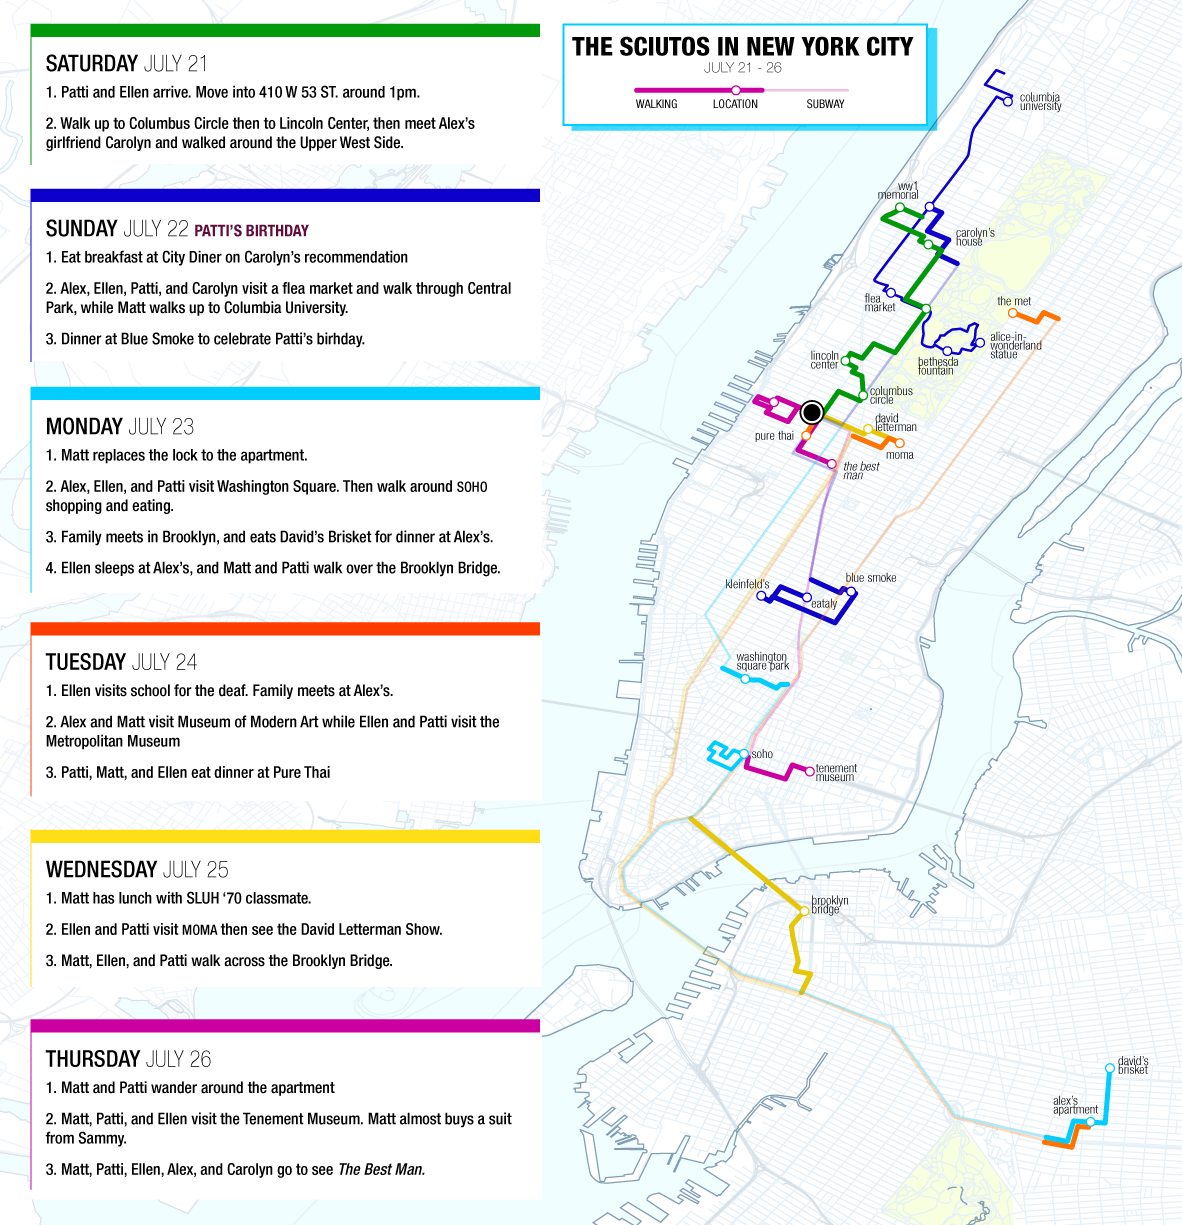 THE SCIUTOS IN NEW YORK CITY
JULY 21 - 26
WALKING
LOCATION
SUBWAY
SATURDAY JULY 21
1. Patti and Ellen arrive. Move into 410 W 53 ST. around 1pm.
2. Walk up to Columbus Circle then to Lincoln Center, then meet Alex's
girlfriend Carolyn and walked around the Upper West Side.
SUNDAY JULY 22 PATTI'S BIRTHDAY
1. Eat breakfast at City Diner on Carolyn's recommendation
2. Alex, Ellen, Patti, and Carolyn visit a flea market and walk through Central
Park, while Matt walks up to Columbia University.
3. Dinner at Blue Smoke to celebrate Patti's birhday.
MONDAY JULY 23
1. Matt replaces the lock to the apartment.
2. Alex, Ellen, and Patti visit Washington Square. Then walk around SOHO
shopping and eating.
3. Family meets in Brooklyn, and eats David's Brisket for dinner at Alex's.
4. Ellen sleeps at Alex's, and Matt and Patti walk over the Brooklyn Bridge.
TUESDAY JULY 24
1. Ellen visits school for the deaf. Family meets at Alex's.
2. Alex and Matt visit Museum of Modern Art while Ellen and Patti visit the
Metropolitan Museum
3. Patti, Matt, and Ellen eat dinner at Pure Thai
WEDNESDAY JULY 25
1. Matt has lunch with SLUH '70 classmate.
2. Ellen and Patti visit MOMA then see the David Letterman Show.
3. Matt, Ellen, and Patti walk across the Brooklyn Bridge.
THURSDAY JULY 26
1. Matt and Patti wander around the apartment
2. Matt, Patti, and Ellen visit the Tenement Museum. Matt almost buys a suit
from Sammy.
3. Matt, Patti, Ellen, Alex, and Carolyn go to see The Best Man.
columbia
university
ww1
memorial
carolyn's
house
flea
market
the met
alice-in-
wonderland
statue
bethesda
fountain
lincoln
center
columbus
circle
david
letterman
pure thai
moma
the best
man
kleinfeld's
blue smoke
eataly
washington
square park
soho
tenement
museum
brooklyn
bridge
david's
brisket
alex's
apartment